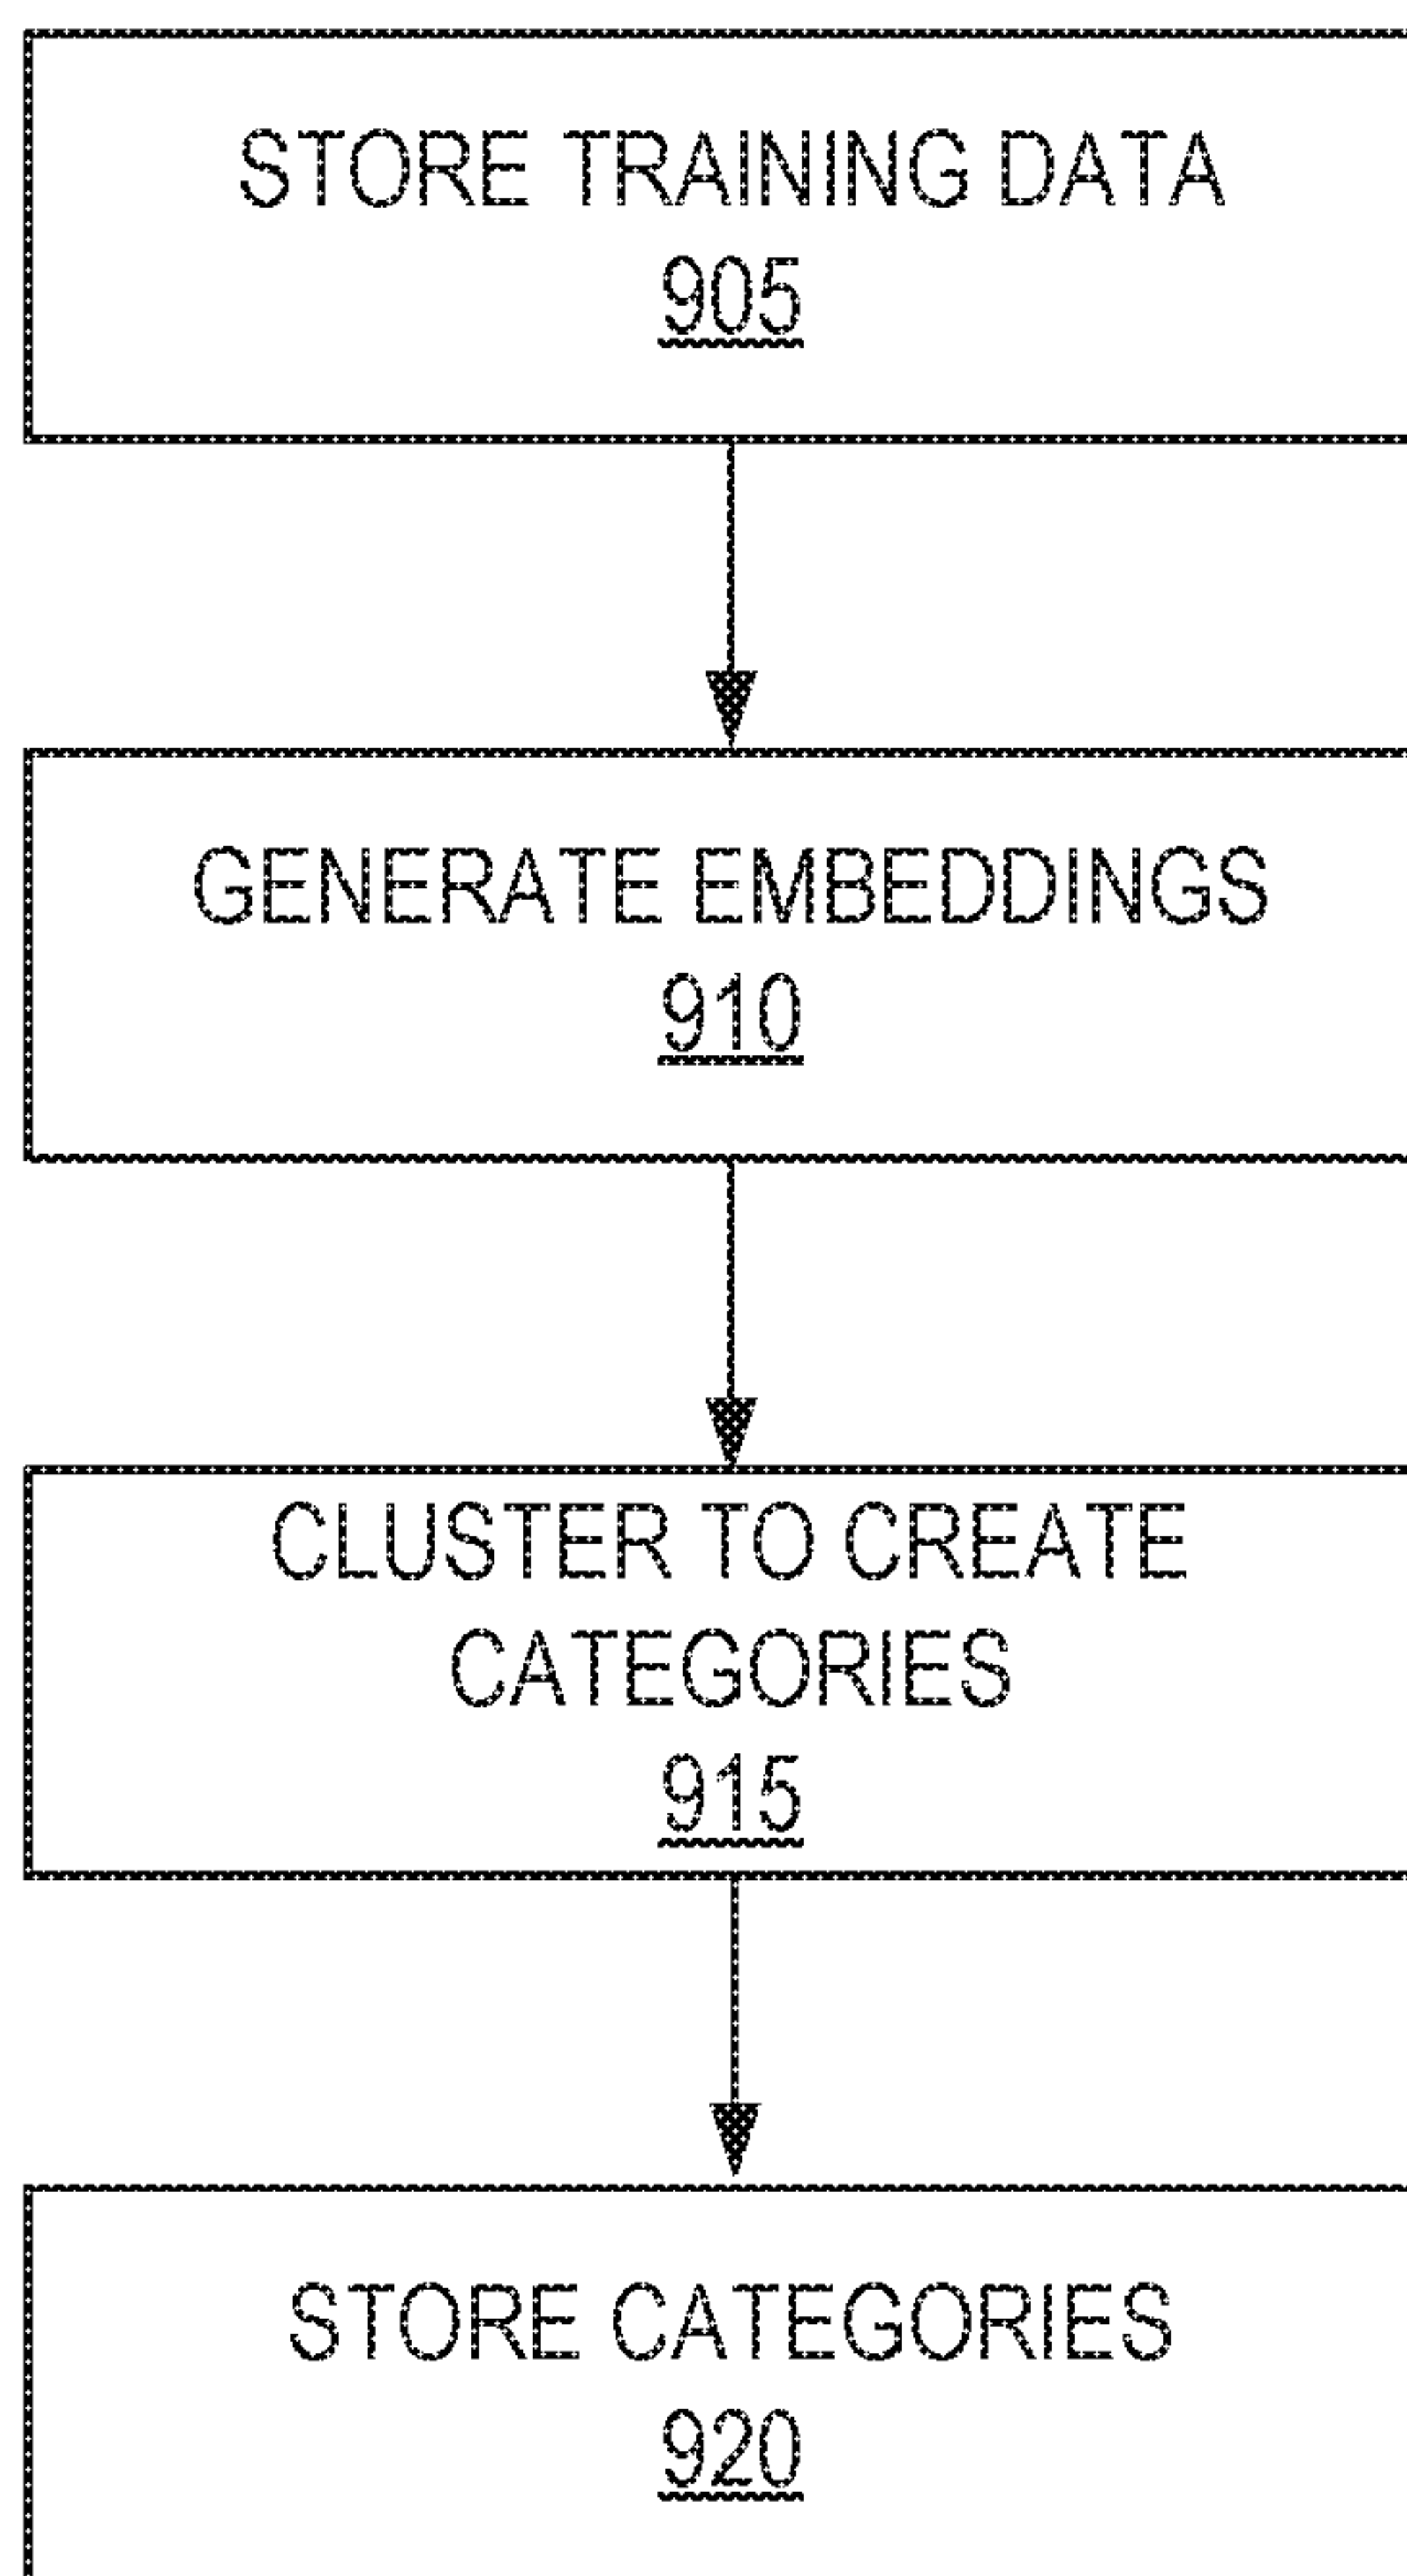 STORE TRAINING DATA
905
GENERATE EMBEDDINGS
910
CLUSTER TO CREATE
CATEGORIES
915
STORE CATEGORIES
920